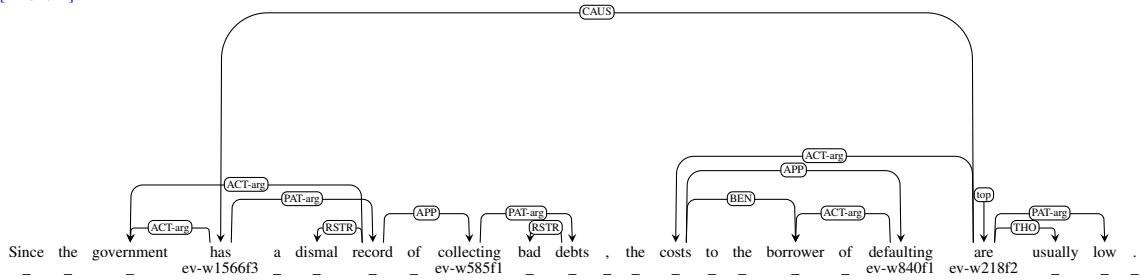 CAUS
ACT-arg
APP
ACT-arg
top
PAT-arg BEN PAT-arg
ACT-arg RSTR APP PAT-arg RSTR ACT-arg THO
Since the government has a dismal record of collecting bad debts , the costs to the borrower of defaulting are usually low .
_ _ _ ev-w1566f3 _ _ _ _ ev-w585f1 _ _ _ _ _ _ _ _ _ ev-w840f1 ev-w218f2 _ _ _